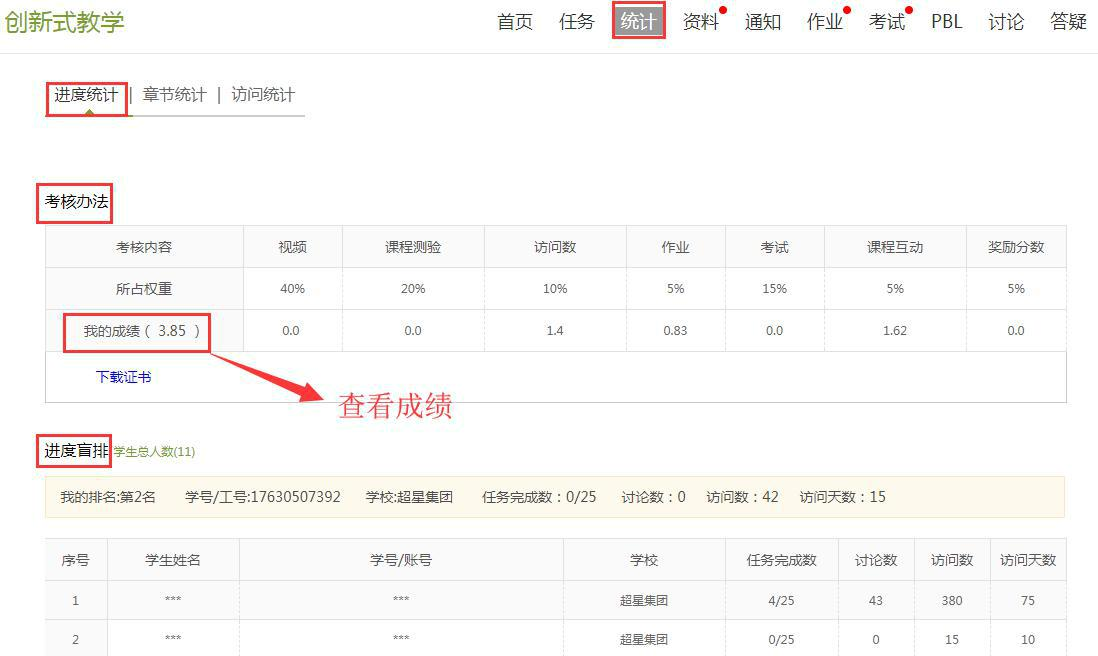 创新式教学 首页 任务 统计 资料 通知 作业 考试 PBL 讨论 答疑
进度统计 | 章节统计 | 访问统计
考核办法
考核内容 视频 课程测验 访问数 作业 考试 课程互动 奖励分数
所占权重 40% 20% 10% 5% 15% 5% 5%
我的成绩（ 3.85 ） 0.0 0.0 1.4 0.83 0.0 1.62 0.0
下载证书
查看成绩
进度盲排 学生总人数(11)
我的排名:第2名 学号/工号:17630507392 学校:超星集团 任务完成数：0/25 讨论数：0 访问数：42 访问天数：15
序号 学生姓名 学号/账号 学校 任务完成数 讨论数 访问数 访问天数
1 *** *** 超星集团 4/25 43 380 75
2 *** *** 超星集团 0/25 0 15 10